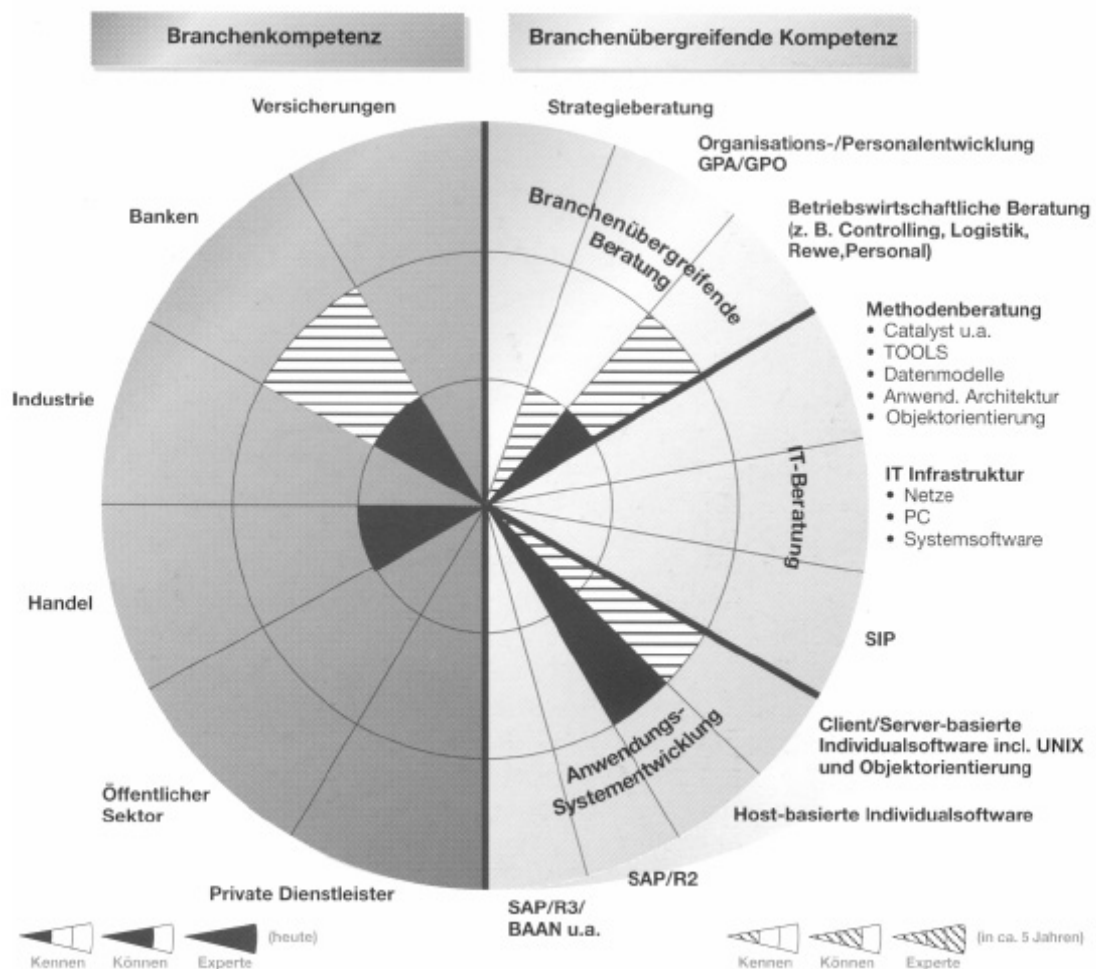 Branchenkompetenz
Branchenübergreifende Kompetenz
Versicherungen
Strategieberatung
Organisations-/Personalentwicklung
GPA/GPO
Banken
Betriebswirtschaftliche Beratung
(z. B. Controlling, Logistik,
Rewe,Personal)
Branchenübergreifende
Beratung
Methodenberatung
• Catalyst u.a.
• TOOLS
• Datenmodelle
• Anwend. Architektur
• Objektorientierung
Industrie
IT-Beratung
IT Infrastruktur
• Netze
• PC
• Systemsoftware
Handel
SIP
Anwendungs-
Systementwicklung
Client/Server-basierte
Individualsoftware incl. UNIX
und Objektorientierung
Öffentlicher
Sektor
Host-basierte Individualsoftware
Private Dienstleister
SAP/R2
SAP/R3/
BAAN u.a.
(heute)
Kennen Können Experte
(in ca. 5 Jahren)
Kennen Können Experte